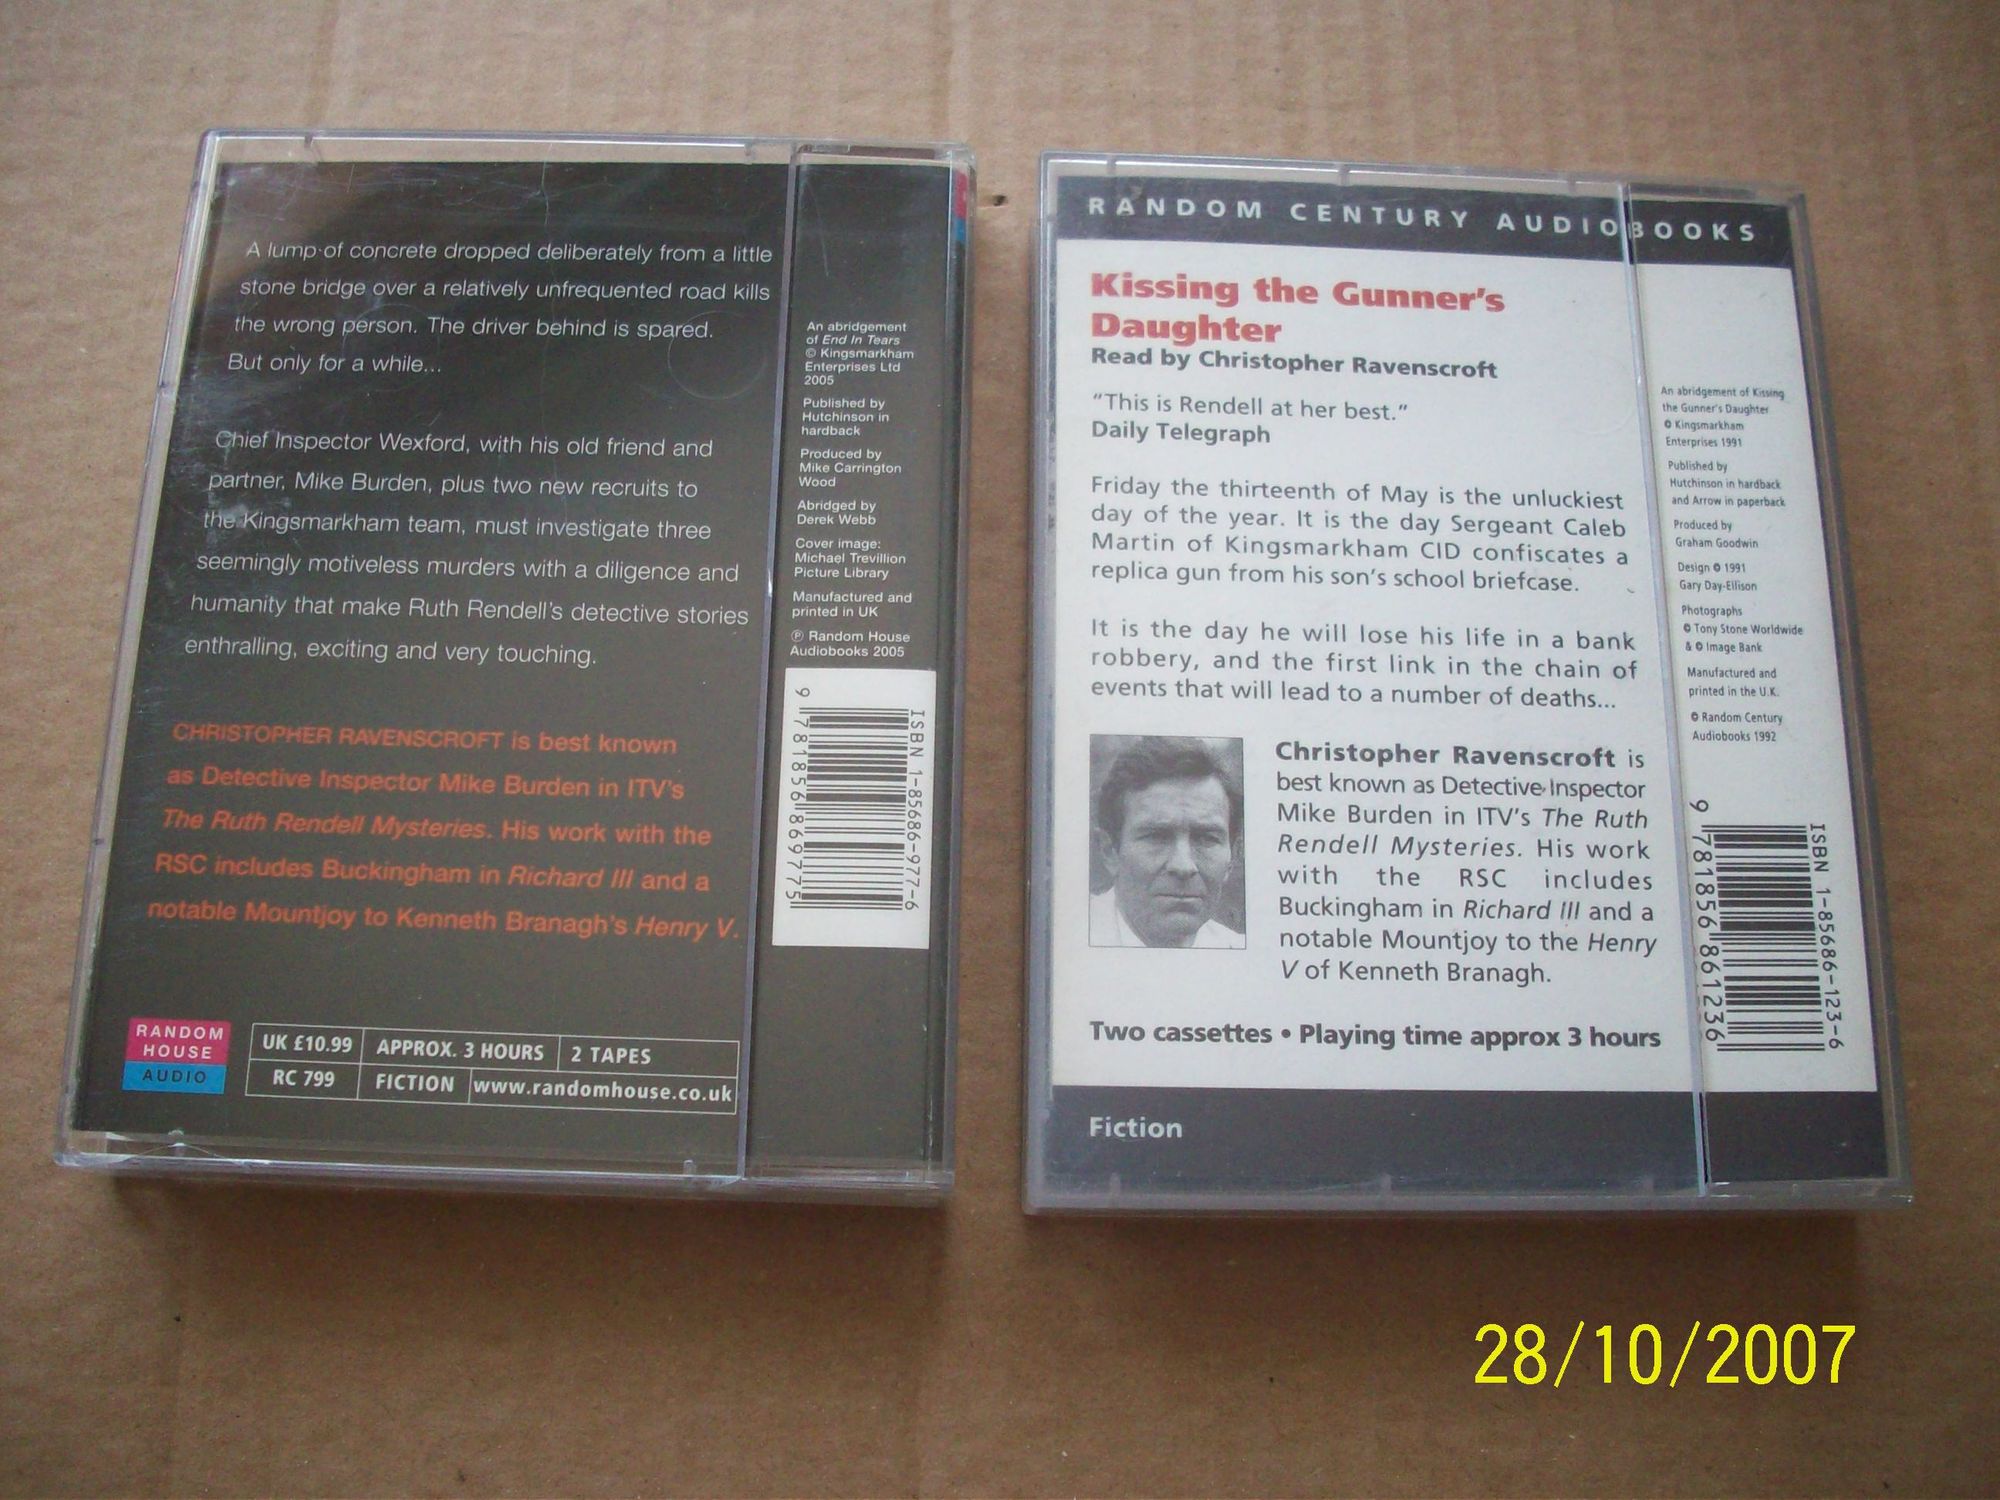 A lump of concrete dropped deliberately from a little
stone bridge over a relatively unfrequented road kills
the wrong person. The driver behind is spared.
But only for a while...
Chief Inspector Wexford, with his old friend and
partner, Mike Burden, plus two new recruits to
the Kingsmarkham team, must investigate three
seemingly motiveless murders with a diligence and
humanity that make Ruth Rendell's detective stories
enthralling, exciting and very touching.
CHRISTOPHER RAVENSCROFT is best known
as Detective Inspector Mike Burden in ITV's
The Ruth Rendell Mysteries. His work with the
RSC includes Buckingham in Richard III and a
notable Mountjoy to Kenneth Branagh's Henry V.
RANDOM
HOUSE
AUDIO
UK £10.99
APPROX. 3 HOURS
2 TAPES
RC 799
FICTION
www.randomhouse.co.uk
An abridgement
of End In Tears
© Kingsmarkham
Enterprises Ltd
2005
Published by
Hutchinson in
hardback
Produced by
Mike Carrington
Wood
Abridged by
Derek Webb
Cover image:
Michael Trevillion
Picture Library
Manufactured and
printed in UK
℗ Random House
Audiobooks 2005
ISBN 1-85686-977-6
9 781856 869775
RANDOM CENTURY AUDIOBOOKS
Kissing the Gunner's
Daughter
Read by Christopher Ravenscroft
"This is Rendell at her best."
Daily Telegraph
Friday the thirteenth of May is the unluckiest
day of the year. It is the day Sergeant Caleb
Martin of Kingsmarkham CID confiscates a
replica gun from his son's school briefcase.
It is the day he will lose his life in a bank
robbery, and the first link in the chain of
events that will lead to a number of deaths...
Christopher Ravenscroft is
best known as Detective Inspector
Mike Burden in ITV's The Ruth
Rendell Mysteries. His work
with the RSC includes
Buckingham in Richard III and a
notable Mountjoy to the Henry
V of Kenneth Branagh.
Two cassettes • Playing time approx 3 hours
Fiction
An abridgement of Kissing
the Gunner's Daughter
© Kingsmarkham
Enterprises 1991
Published by
Hutchinson in hardback
and Arrow in paperback
Produced by
Graham Goodwin
Design © 1991
Gary Day-Ellison
Photographs
© Tony Stone Worldwide
& © Image Bank
Manufactured and
printed in the U.K.
© Random Century
Audiobooks 1992
ISBN 1-85686-123-6
9 781856 861236
28/10/2007